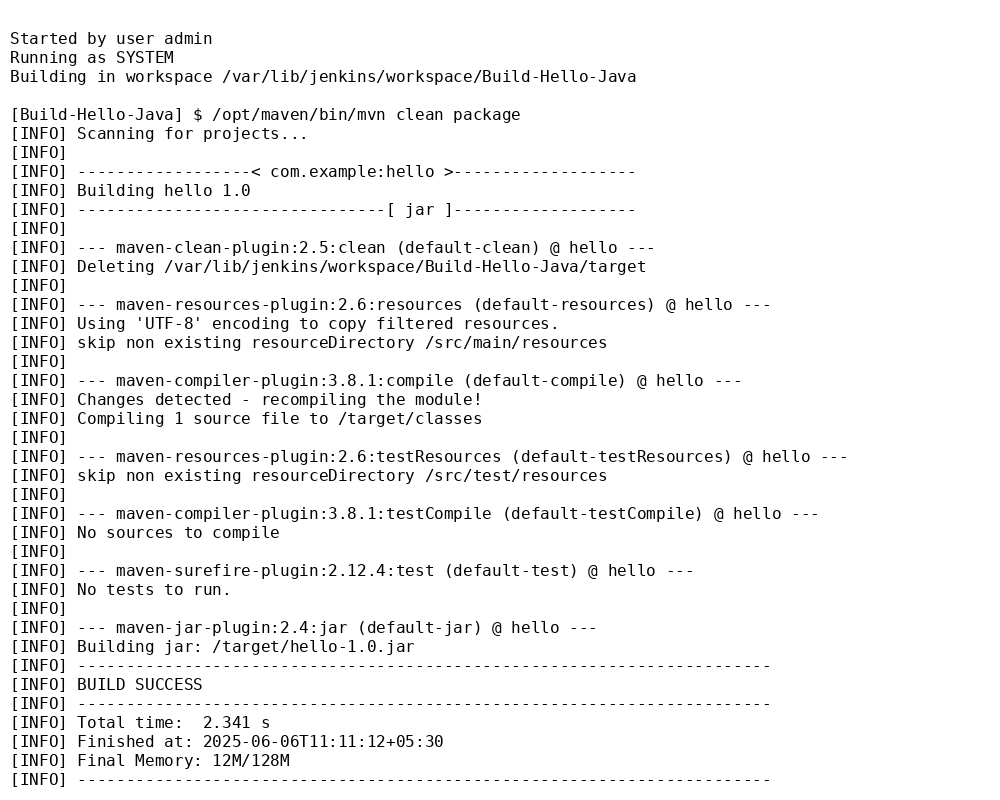 Started by user admin
Running as SYSTEM
Building in workspace /var/lib/jenkins/workspace/Build-Hello-Java

[Build-Hello-Java] $ /opt/maven/bin/mvn clean package
[INFO] Scanning for projects...
[INFO]
[INFO] ------------------< com.example:hello >-------------------
[INFO] Building hello 1.0
[INFO] --------------------------------[ jar ]-------------------
[INFO]
[INFO] --- maven-clean-plugin:2.5:clean (default-clean) @ hello ---
[INFO] Deleting /var/lib/jenkins/workspace/Build-Hello-Java/target
[INFO]
[INFO] --- maven-resources-plugin:2.6:resources (default-resources) @ hello ---
[INFO] Using 'UTF-8' encoding to copy filtered resources.
[INFO] skip non existing resourceDirectory /src/main/resources
[INFO]
[INFO] --- maven-compiler-plugin:3.8.1:compile (default-compile) @ hello ---
[INFO] Changes detected - recompiling the module!
[INFO] Compiling 1 source file to /target/classes
[INFO]
[INFO] --- maven-resources-plugin:2.6:testResources (default-testResources) @ hello ---
[INFO] skip non existing resourceDirectory /src/test/resources
[INFO]
[INFO] --- maven-compiler-plugin:3.8.1:testCompile (default-testCompile) @ hello ---
[INFO] No sources to compile
[INFO]
[INFO] --- maven-surefire-plugin:2.12.4:test (default-test) @ hello ---
[INFO] No tests to run.
[INFO]
[INFO] --- maven-jar-plugin:2.4:jar (default-jar) @ hello ---
[INFO] Building jar: /target/hello-1.0.jar
[INFO] ------------------------------------------------------------------------
[INFO] BUILD SUCCESS
[INFO] ------------------------------------------------------------------------
[INFO] Total time:  2.341 s
[INFO] Finished at: 2025-06-06T11:11:12+05:30
[INFO] Final Memory: 12M/128M
[INFO] ------------------------------------------------------------------------